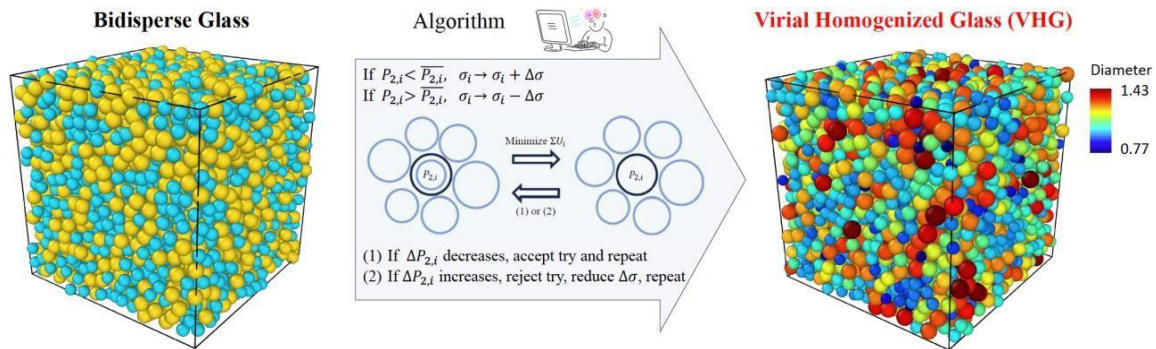 Bidisperse Glass
Algorithm
Virial Homogenized Glass (VHG)
If P₂,ᵢ < \overline{P₂,ᵢ}, σᵢ → σᵢ + Δσ
If P₂,ᵢ > \overline{P₂,ᵢ}, σᵢ → σᵢ − Δσ
P₂,ᵢ
Minimize ΣUᵢ
(1) or (2)
P₂,ᵢ
(1) If ΔP₂,ᵢ decreases, accept try and repeat
(2) If ΔP₂,ᵢ increases, reject try, reduce Δσ, repeat
Diameter
1.43
0.77